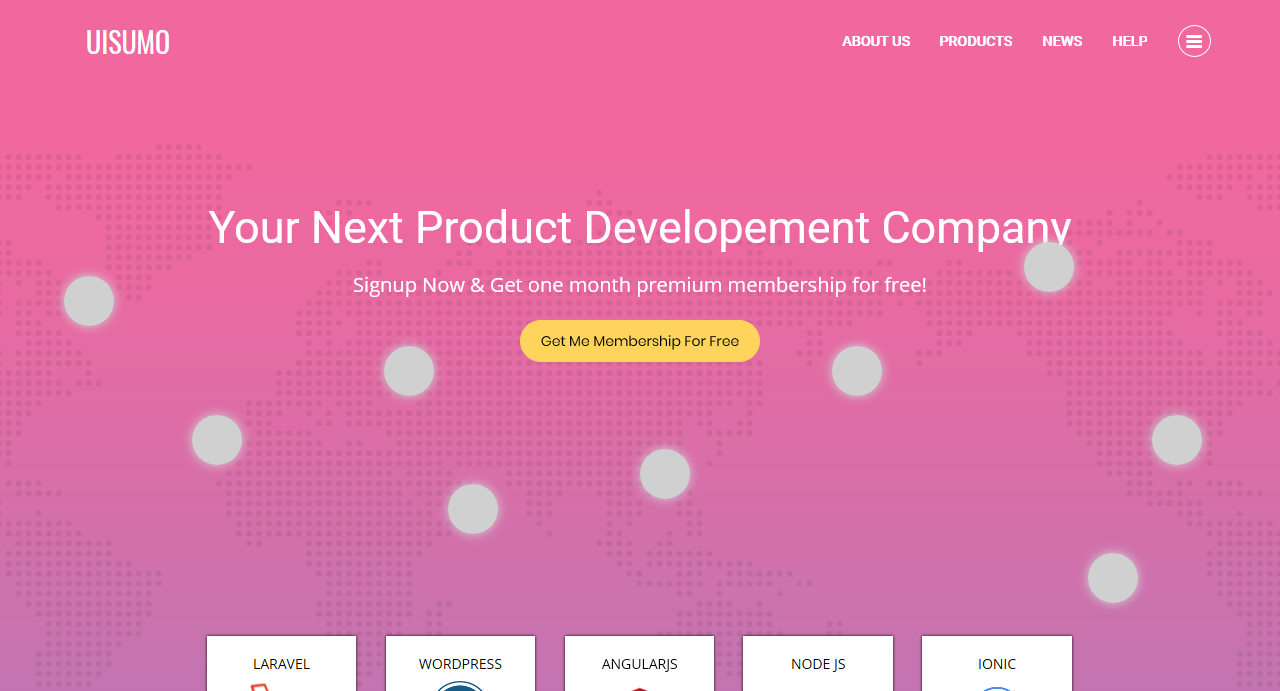 UISUMO
ABOUT US PRODUCTS NEWS HELP
Your Next Product Developement Company
Signup Now & Get one month premium membership for free!
Get Me Membership For Free
LARAVEL WORDPRESS ANGULARJS NODE JS IONIC